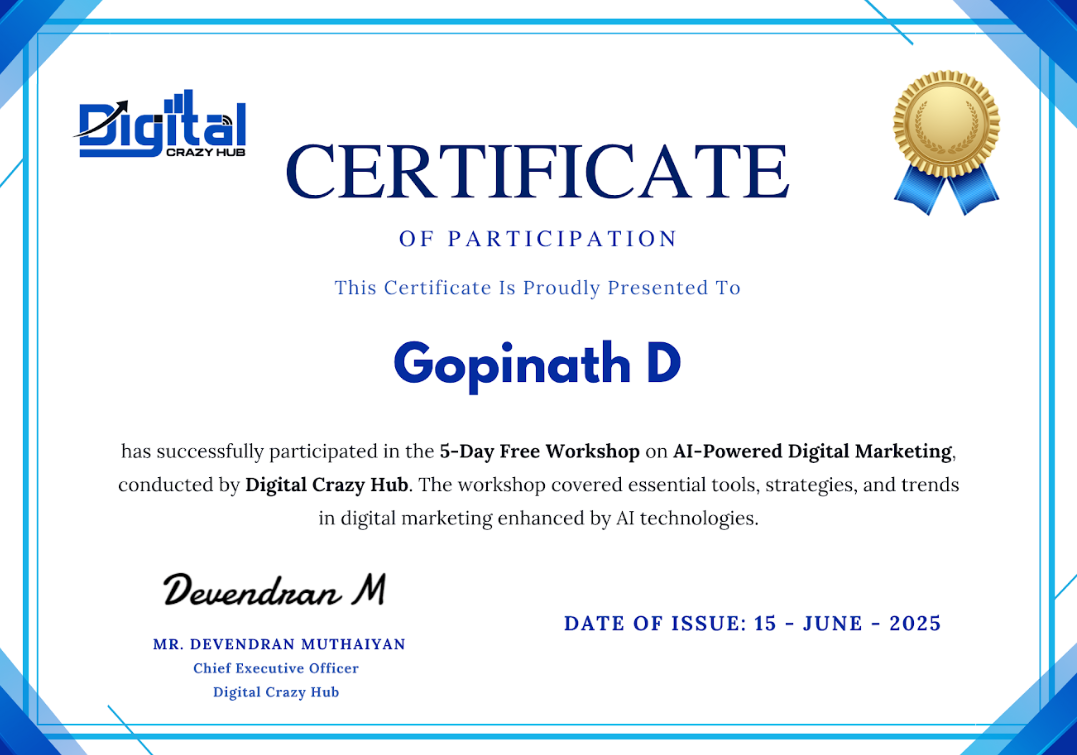 Digital
CRAZY HUB
CERTIFICATE
OF PARTICIPATION
This Certificate Is Proudly Presented To
Gopinath D
has successfully participated in the 5-Day Free Workshop on AI-Powered Digital Marketing,
conducted by Digital Crazy Hub. The workshop covered essential tools, strategies, and trends
in digital marketing enhanced by AI technologies.
Devendran M
MR. DEVENDRAN MUTHAIYAN
Chief Executive Officer
Digital Crazy Hub
DATE OF ISSUE: 15 - JUNE - 2025